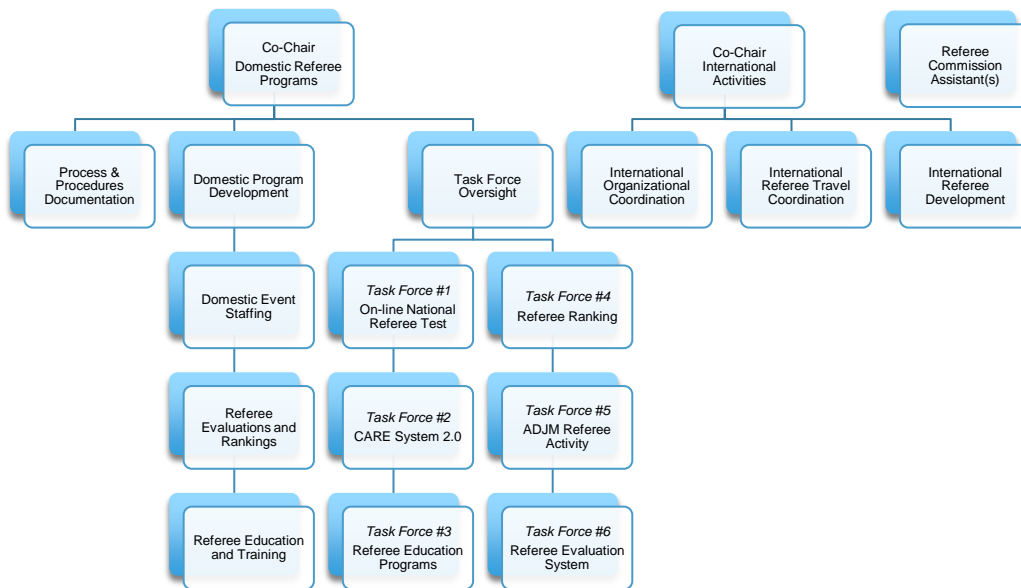 Co-Chair
Domestic Referee
Programs
Co-Chair
International
Activities
Referee
Commission
Assistant(s)
Process &
Procedures
Documentation
Domestic Program
Development
Task Force
Oversight
International
Organizational
Coordination
International
Referee Travel
Coordination
International
Referee
Development
Domestic Event
Staffing
Task Force #1
On-line National
Referee Test
Task Force #4
Referee Ranking
Referee
Evaluations and
Rankings
Task Force #2
CARE System 2.0
Task Force #5
ADJM Referee
Activity
Referee Education
and Training
Task Force #3
Referee Education
Programs
Task Force #6
Referee Evaluation
System